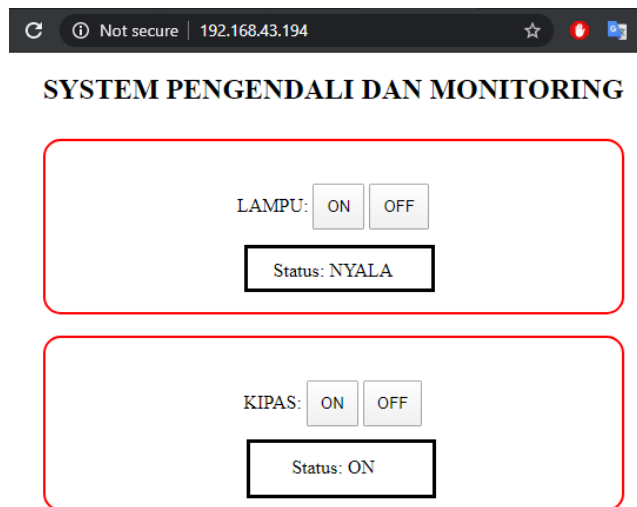 Not secure | 192.168.43.194
SYSTEM PENGENDALI DAN MONITORING
LAMPU: ON OFF
Status: NYALA
KIPAS: ON OFF
Status: ON